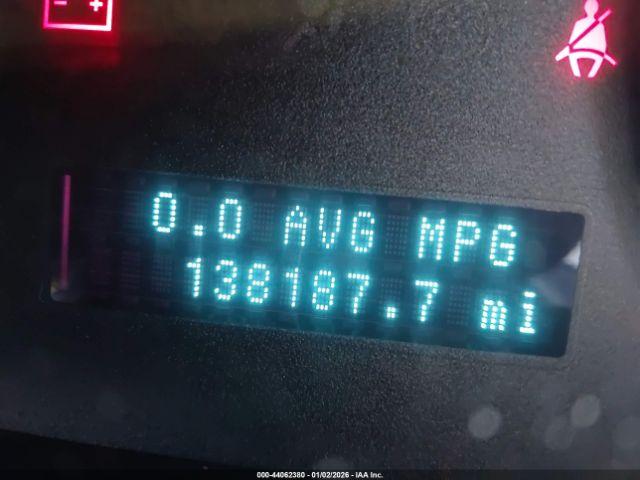 - +
0.0 AVG MPG
138187.7 mi
000-44062380 - 01/02/2026 - IAA Inc.